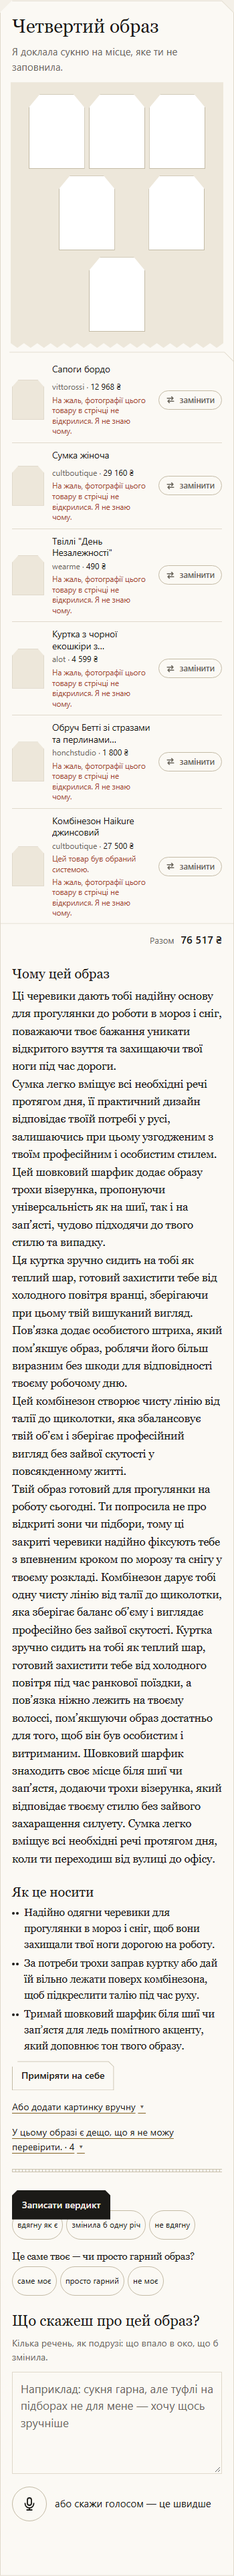 Четвертий образ
Я доклала сукню на місце, яке ти не
заповнила.
Сапоги бордо
vittorossi · 12 968 ₴
На жаль, фотографії цього
товару в стрічці не
відкрилися. Я не знаю
чому.
замінити
Сумка жіноча
cultboutique · 29 160 ₴
На жаль, фотографії цього
товару в стрічці не
відкрилися. Я не знаю
чому.
замінити
Твіллі "День
Незалежності"
wearme · 490 ₴
На жаль, фотографії цього
товару в стрічці не
відкрилися. Я не знаю
чому.
замінити
Куртка з чорної
екошкіри з...
alot · 4 599 ₴
На жаль, фотографії цього
товару в стрічці не
відкрилися. Я не знаю
чому.
замінити
Обруч Бетті зі стразами
та перлинами...
honchstudio · 1 800 ₴
На жаль, фотографії цього
товару в стрічці не
відкрилися. Я не знаю
чому.
замінити
Комбінезон Haikure
джинсовий
cultboutique · 27 500 ₴
Цей товар був обраний
системою.
На жаль, фотографії цього
товару в стрічці не
відкрилися. Я не знаю
чому.
замінити
Разом 76 517 ₴
Чому цей образ
Ці черевики дають тобі надійну основу
для прогулянки до роботи в мороз і сніг,
поважаючи твоє бажання уникати
відкритого взуття та захищаючи твої
ноги під час дороги.
Сумка легко вміщує всі необхідні речі
протягом дня, її практичний дизайн
відповідає твоїй потребі у русі,
залишаючись при цьому узгодженим з
твоїм професійним і особистим стилем.
Цей шовковий шарфик додає образу
трохи візерунка, пропонуючи
універсальність як на шиї, так і на
зап’ясті, чудово підходячи до твого
стилю та випадку.
Ця куртка зручно сидить на тобі як
теплий шар, готовий захистити тебе від
холодного повітря вранці, зберігаючи
при цьому твій вишуканий вигляд.
Пов’язка додає особистого штриха, який
пом’якшує образ, роблячи його більш
виразним без шкоди для відповідності
твоєму робочому дню.
Цей комбінезон створює чисту лінію від
талії до щиколотки, яка збалансовує
твій об’єм і зберігає професійний
вигляд без зайвої скутості у
повсякденному житті.
Твій образ готовий для прогулянки на
роботу сьогодні. Ти попросила не про
відкриті зони чи підбори, тому ці
закриті черевики надійно фіксують тебе
з впевненим кроком по морозу та снігу у
твоєму розкладі. Комбінезон дарує тобі
одну чисту лінію від талії до щиколотки,
яка зберігає баланс об’єму і виглядає
професійно без зайвої скутості. Куртка
зручно сидить на тобі як теплий шар,
готовий захистити тебе від холодного
повітря під час ранкової поїздки, а
пов’язка ніжно лежить на твоєму
волоссі, пом’якшуючи образ достатньо
для того, щоб він був особистим і
витриманим. Шовковий шарфик
знаходить своє місце біля шиї чи
зап’ястя, додаючи трохи візерунка, який
відповідає твоєму стилю без зайвого
захаращення силуету. Сумка легко
вміщує всі необхідні речі протягом дня,
коли ти переходиш від вулиці до офісу.
Як це носити
Надійно одягни черевики для
прогулянки в мороз і сніг, щоб вони
захищали твої ноги дорогою на роботу.
За потреби трохи заправ куртку або дай
їй вільно лежати поверх комбінезона,
щоб підкреслити талію під час руху.
Тримай шовковий шарфик біля шиї чи
зап’ястя для ледь помітного акценту,
який доповнює тон твого образу.
Приміряти на себе
Або додати картинку вручну
У цьому образі є дещо, що я не можу
перевірити. · 4
Записати вердикт
вдягну як є
змінила б одну річ
не вдягну
Це саме твоє — чи просто гарний образ?
саме моє
просто гарний
не моє
Що скажеш про цей образ?
Кілька речень, як подрузі: що впало в око, що б
змінила.
Наприклад: сукня гарна, але туфлі на
підборах не для мене — хочу щось
зручніше
або скажи голосом — це швидше